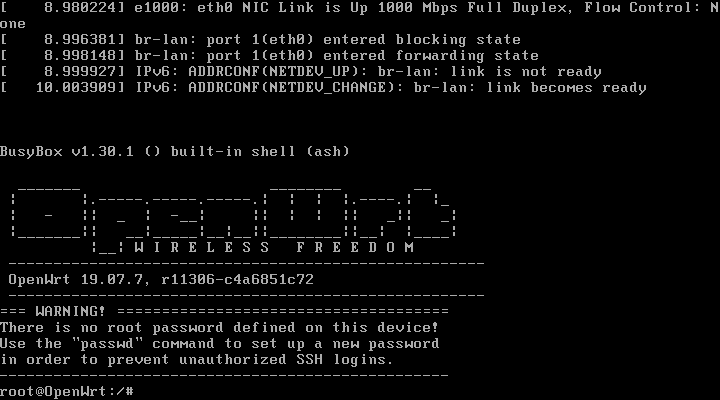 [    8.980224] e1000: eth0 NIC Link is Up 1000 Mbps Full Duplex, Flow Control: N
one
[    8.996381] br-lan: port 1(eth0) entered blocking state
[    8.998148] br-lan: port 1(eth0) entered forwarding state
[    8.999927] IPv6: ADDRCONF(NETDEV_UP): br-lan: link is not ready
[   10.003909] IPv6: ADDRCONF(NETDEV_CHANGE): br-lan: link becomes ready
BusyBox v1.30.1 () built-in shell (ash)
OpenWrt
W I R E L E S S   F R E E D O M
-----------------------------------------------------
OpenWrt 19.07.7, r11306-c4a6851c72
-----------------------------------------------------
=== WARNING! =====================================
There is no root password defined on this device!
Use the "passwd" command to set up a new password
in order to prevent unauthorized SSH logins.
--------------------------------------------------
root@OpenWrt:/#